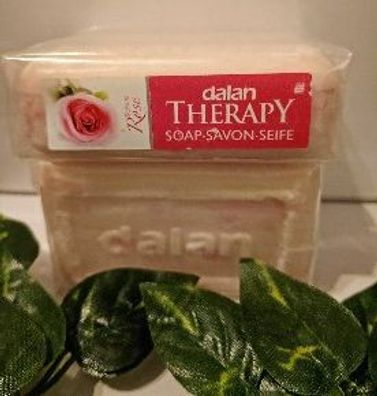 Rose
dalan
THERAPY
SOAP-SAVON-SEIFE
dalan